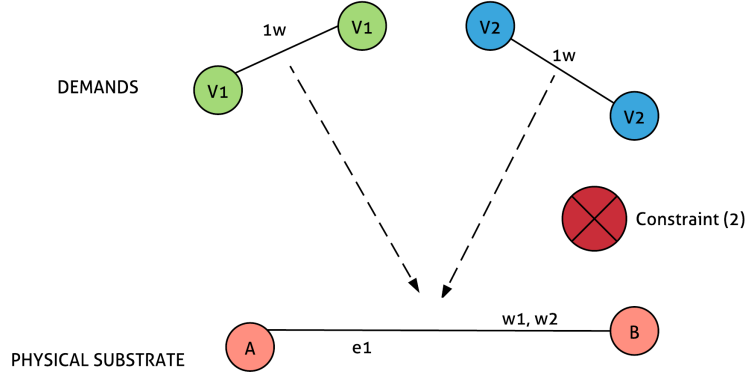 1w
V1
V2
1w
DEMANDS
V1
V2
Constraint (2)
w1, w2
A
B
e1
PHYSICAL SUBSTRATE